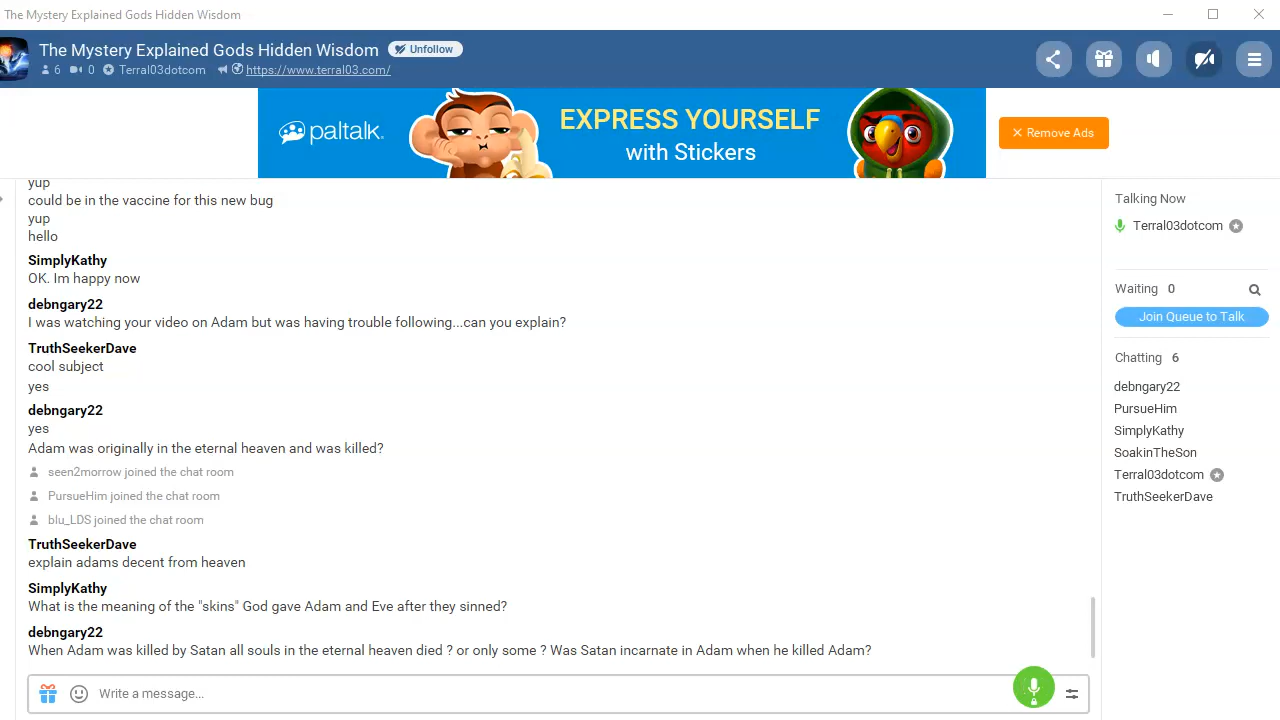 The Mystery Explained Gods Hidden Wisdom
The Mystery Explained Gods Hidden Wisdom Unfollow
6 0 Terral03dotcom https://www.terral03.com/
paltalk.
EXPRESS YOURSELF
with Stickers
Remove Ads
yup
could be in the vaccine for this new bug
yup
hello
SimplyKathy
OK. Im happy now
debngary22
I was watching your video on Adam but was having trouble following...can you explain?
TruthSeekerDave
cool subject
yes
debngary22
yes
Adam was originally in the eternal heaven and was killed?
seen2morrow joined the chat room
PursueHim joined the chat room
blu_LDS joined the chat room
TruthSeekerDave
explain adams decent from heaven
SimplyKathy
What is the meaning of the "skins" God gave Adam and Eve after they sinned?
debngary22
When Adam was killed by Satan all souls in the eternal heaven died ? or only some ? Was Satan incarnate in Adam when he killed Adam?
Write a message...
Talking Now
Terral03dotcom
Waiting 0
Join Queue to Talk
Chatting 6
debngary22
PursueHim
SimplyKathy
SoakinTheSon
Terral03dotcom
TruthSeekerDave